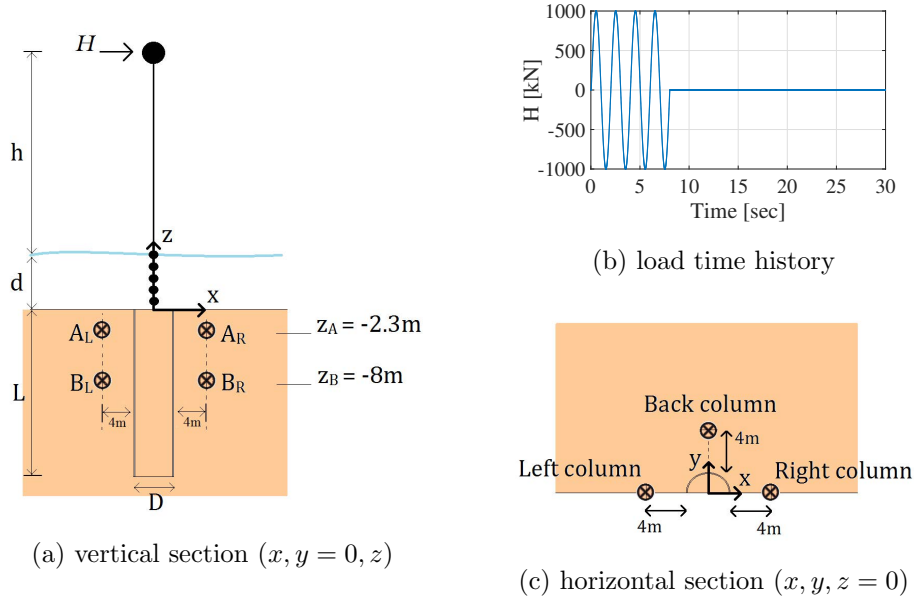 H
h
z
d
x
A_L
A_R
z_A = -2.3m
B_L
B_R
z_B = -8m
L
4m
4m
D
(a) vertical section (x, y = 0, z)
1000
500
0
-500
-1000
H [kN]
0 5 10 15 20 25 30
Time [sec]
(b) load time history
Back column
4m
y
Left column
x
Right column
4m
4m
(c) horizontal section (x, y, z = 0)